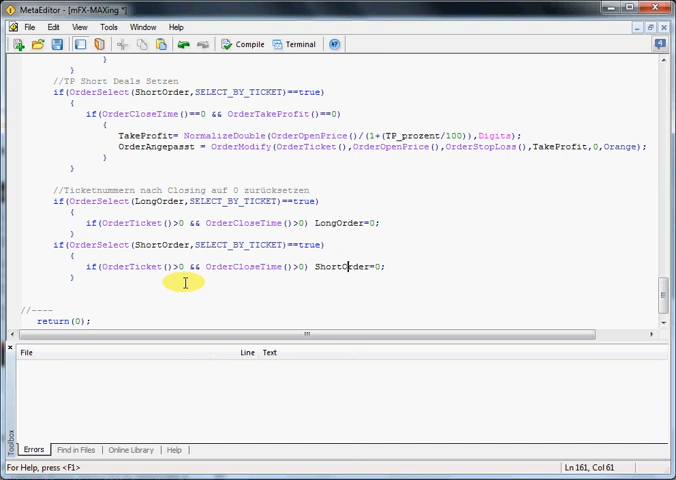 MetaEditor - [mFX-MAXing *]
File Edit View Tools Window Help
Compile Terminal 4
}
}
//TP Short Deals Setzen
if(OrderSelect(ShortOrder,SELECT_BY_TICKET)==true)
{
if(OrderCloseTime()==0 && OrderTakeProfit()==0)
{
TakeProfit= NormalizeDouble(OrderOpenPrice()/(1+(TP_prozent/100)),Digits);
OrderAngepasst = OrderModify(OrderTicket(),OrderOpenPrice(),OrderStopLoss(),TakeProfit,0,Orange);
}
}
//Ticketnummern nach Closing auf 0 zurücksetzen
if(OrderSelect(LongOrder,SELECT_BY_TICKET)==true)
{
if(OrderTicket()>0 && OrderCloseTime()>0) LongOrder=0;
}
if(OrderSelect(ShortOrder,SELECT_BY_TICKET)==true)
{
if(OrderTicket()>0 && OrderCloseTime()>0) ShortOrder=0;
}
//----
return(0);
File Line Text
Toolbox
Errors Find in Files Online Library Help
For Help, press <F1> Ln 161, Col 61